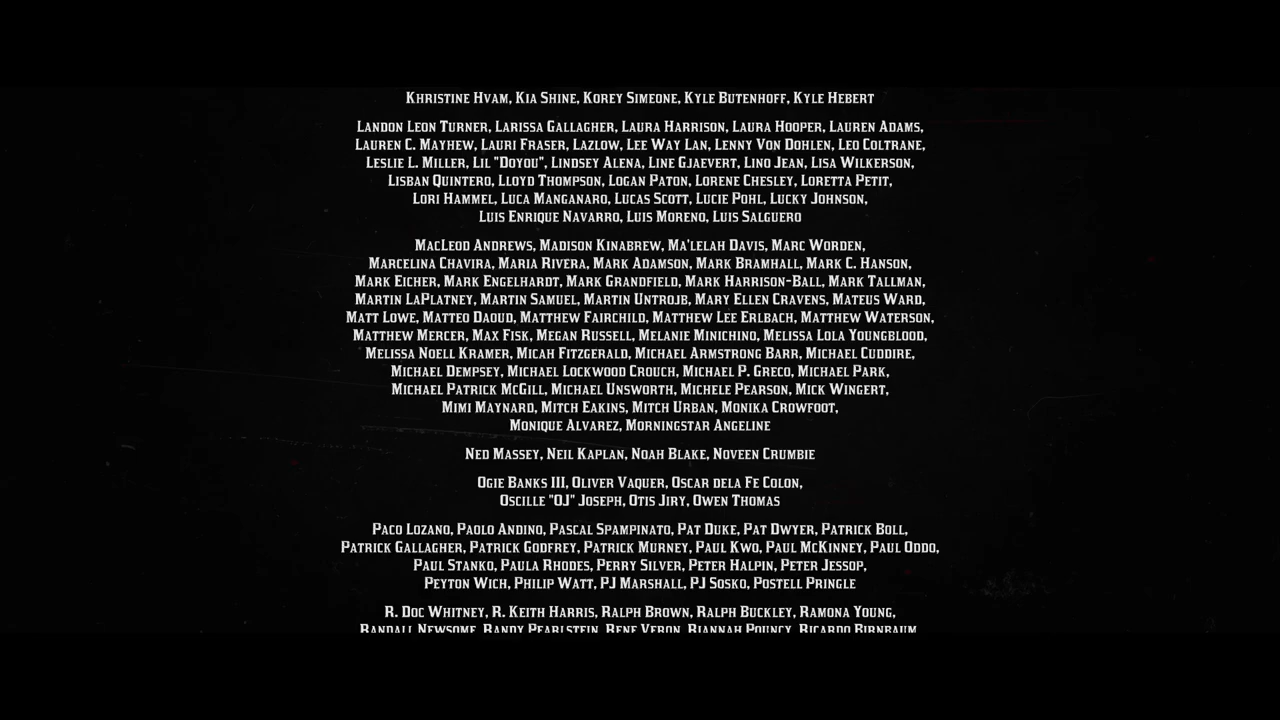 Khristine Hvam, Kia Shine, Korey Simeone, Kyle Butenhoff, Kyle Hebert
Landon Leon Turner, Larissa Gallagher, Laura Harrison, Laura Hooper, Lauren Adams,
Lauren C. Mayhew, Lauri Fraser, Lazlow, Lee Way Lan, Lenny Von Dohlen, Leo Coltrane,
Leslie L. Miller, Lil "Doyou", Lindsey Alena, Line Gjaevert, Lino Jean, Lisa Wilkerson,
Lisban Quintero, Lloyd Thompson, Logan Paton, Lorene Chesley, Loretta Petit,
Lori Hammel, Luca Manganaro, Lucas Scott, Lucie Pohl, Lucky Johnson,
Luis Enrique Navarro, Luis Moreno, Luis Salguero
MacLeod Andrews, Madison Kinabrew, Ma'lelah Davis, Marc Worden,
Marcelina Chavira, Maria Rivera, Mark Adamson, Mark Bramhall, Mark C. Hanson,
Mark Eicher, Mark Engelhardt, Mark Grandfield, Mark Harrison-Ball, Mark Tallman,
Martin LaPlatney, Martin Samuel, Martin Untrojb, Mary Ellen Cravens, Mateus Ward,
Matt Lowe, Matteo Daoud, Matthew Fairchild, Matthew Lee Erlbach, Matthew Waterson,
Matthew Mercer, Max Fisk, Megan Russell, Melanie Minichino, Melissa Lola Youngblood,
Melissa Noell Kramer, Micah Fitzgerald, Michael Armstrong Barr, Michael Cuddire,
Michael Dempsey, Michael Lockwood Crouch, Michael P. Greco, Michael Park,
Michael Patrick McGill, Michael Unsworth, Michele Pearson, Mick Wingert,
Mimi Maynard, Mitch Eakins, Mitch Urban, Monika Crowfoot,
Monique Alvarez, Morningstar Angeline
Ned Massey, Neil Kaplan, Noah Blake, Noveen Crumbie
Ogie Banks III, Oliver Vaquer, Oscar dela Fe Colon,
Oscille "OJ" Joseph, Otis Jiry, Owen Thomas
Paco Lozano, Paolo Andino, Pascal Spampinato, Pat Duke, Pat Dwyer, Patrick Boll,
Patrick Gallagher, Patrick Godfrey, Patrick Murney, Paul Kwo, Paul McKinney, Paul Oddo,
Paul Stanko, Paula Rhodes, Perry Silver, Peter Halpin, Peter Jessop,
Peyton Wich, Philip Watt, PJ Marshall, PJ Sosko, Postell Pringle
R. Doc Whitney, R. Keith Harris, Ralph Brown, Ralph Buckley, Ramona Young,
Randall Newsome, Randy Pearlstein, Rene Veron, Riannah Pouncy, Ricardo Birnbaum,